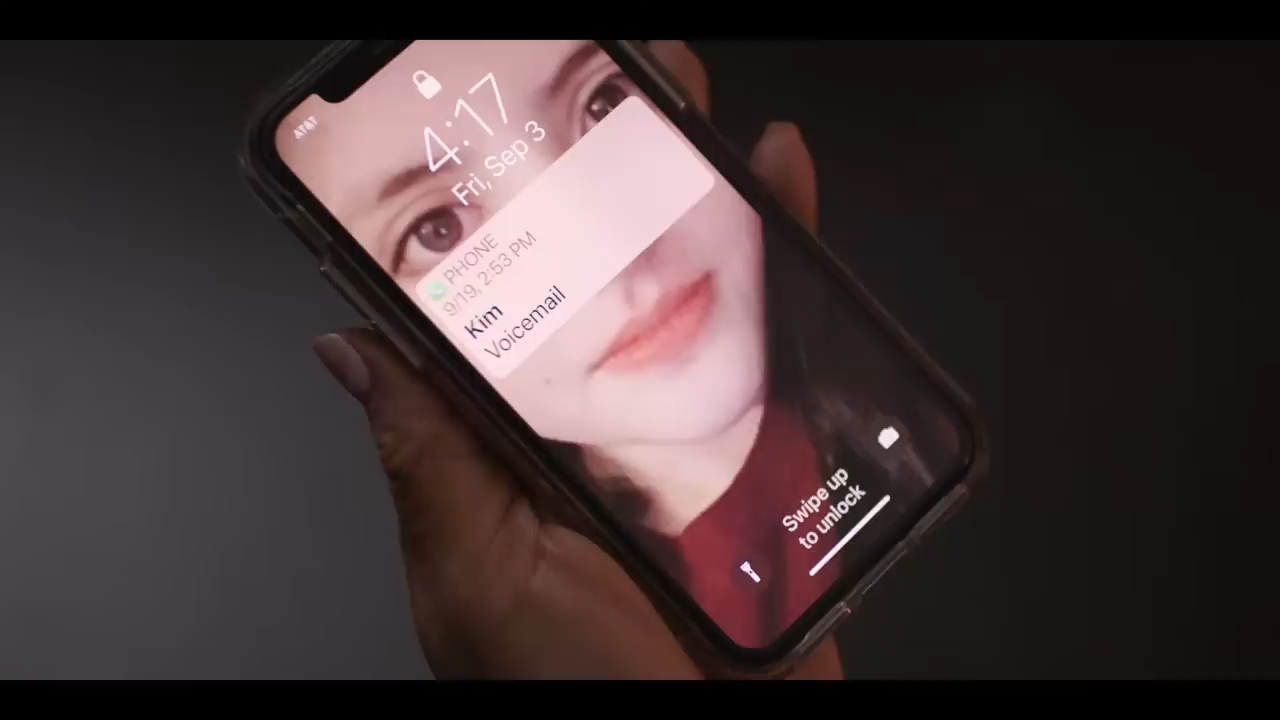 AT&T
4:17
Fri, Sep 3
PHONE
9/19, 2:53 PM
Kim
Voicemail
Swipe up
to unlock